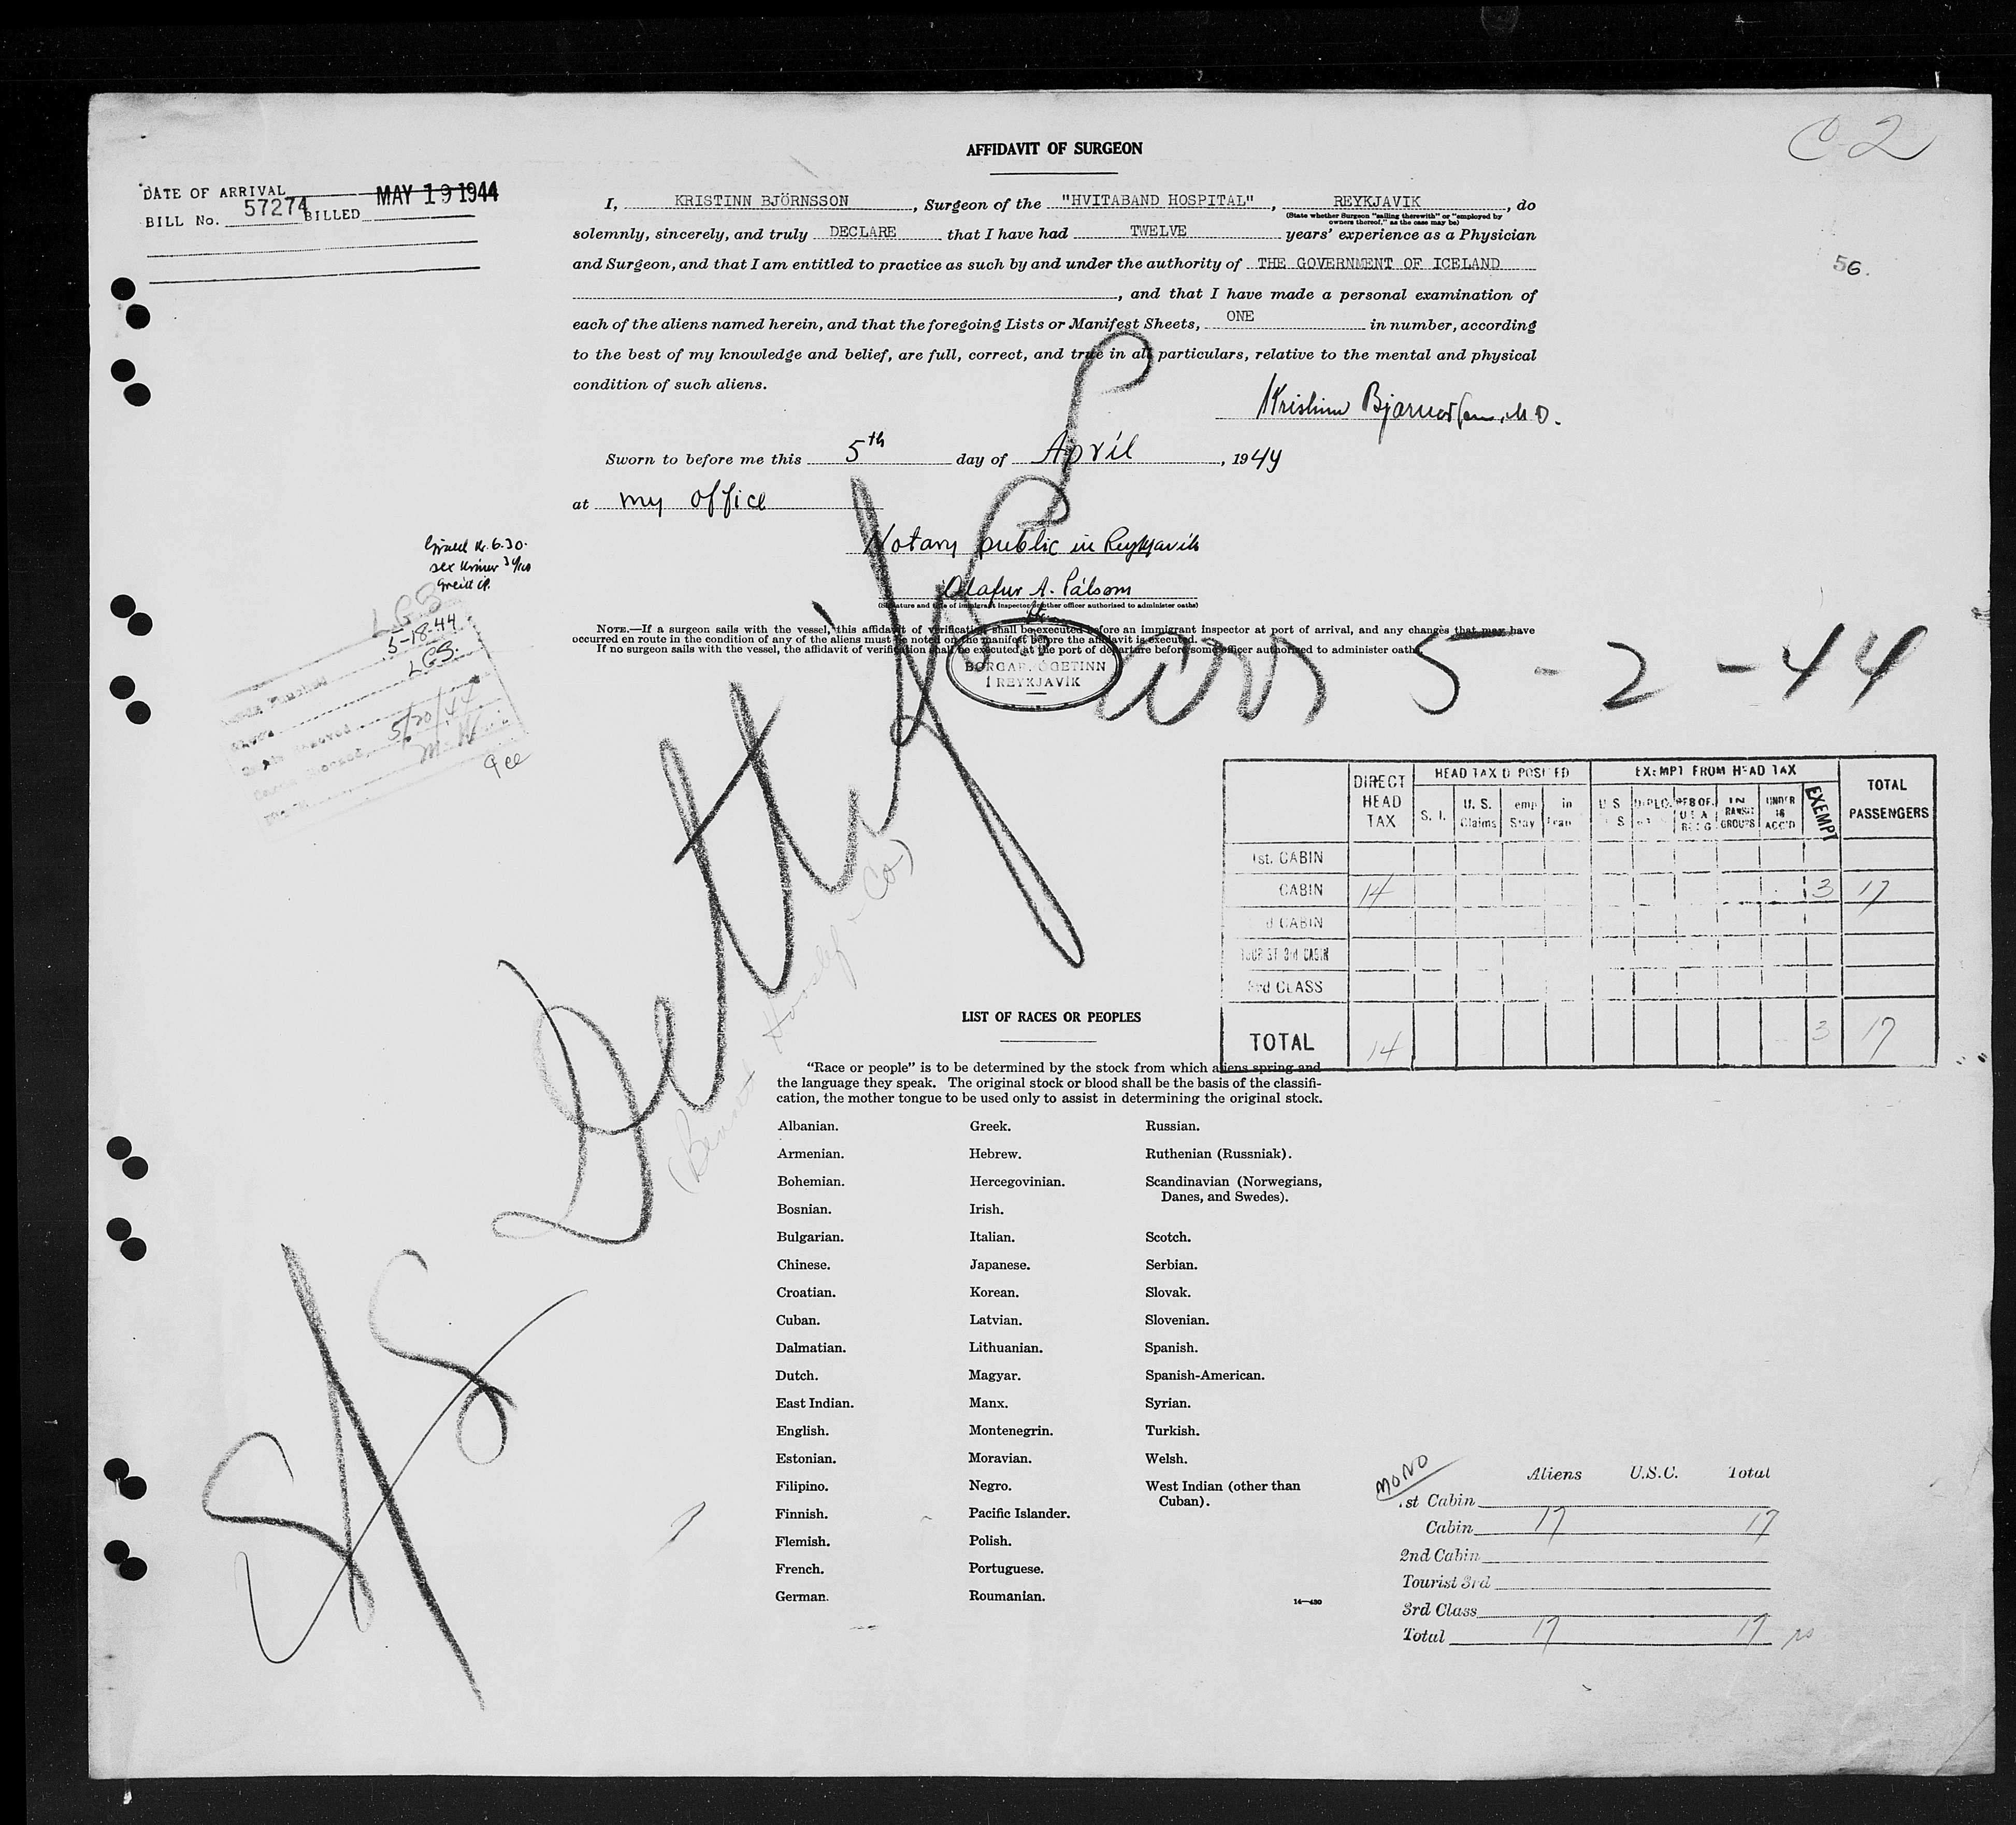 C-2
AFFIDAVIT OF SURGEON
DATE OF ARRIVAL
BILL No. 57274 BILLED MAY 19 1944
56.
I, KRISTINN BJÖRNSSON, Surgeon of the "HVITABAND HOSPITAL", REYKJAVIK, do
(State whether Surgeon "sailing therewith" or "employed by
owners thereof," as the case may be)
solemnly, sincerely, and truly DECLARE that I have had TWELVE years' experience as a Physician
and Surgeon, and that I am entitled to practice as such by and under the authority of THE GOVERNMENT OF ICELAND
, and that I have made a personal examination of
each of the aliens named herein, and that the foregoing Lists or Manifest Sheets, ONE in number, according
to the best of my knowledge and belief, are full, correct, and true in all particulars, relative to the mental and physical
condition of such aliens.
Kristinn Bjarnarson, M.D.
Sworn to before me this 5th day of April, 1944
at my office
Notary public in Reykjavik
Olafur A. Pálsson
(Signature and title of immigrant inspector or other officer authorized to administer oaths)
kr. 6.30.
LGS
5-18-44
LGS.
5/20/44
NOTE.—If a surgeon sails with the vessel, this affidavit of verification shall be executed before an immigrant inspector at port of arrival, and any changes that may have
occurred en route in the condition of any of the aliens must be noted on the manifest before the affidavit is executed.
If no surgeon sails with the vessel, the affidavit of verification shall be executed at the port of departure before some officer authorized to administer oaths.
BORGARFÓGETINN
Í REYKJAVÍK
arr 5-2-44
S/S Dettifoss
DIRECT HEAD TAX
HEAD TAX DEPOSITED
EXEMPT FROM HEAD TAX
TOTAL PASSENGERS
S. I.
U. S. Claims
EXEMPT
1st. CABIN
CABIN 14 3 17
CABIN
TOURIST 3rd CABIN
3rd CLASS
TOTAL 14 3 17
LIST OF RACES OR PEOPLES
"Race or people" is to be determined by the stock from which aliens spring and
the language they speak. The original stock or blood shall be the basis of the classifi-
cation, the mother tongue to be used only to assist in determining the original stock.
Albanian.
Armenian.
Bohemian.
Bosnian.
Bulgarian.
Chinese.
Croatian.
Cuban.
Dalmatian.
Dutch.
East Indian.
English.
Estonian.
Filipino.
Finnish.
Flemish.
French.
German.
Greek.
Hebrew.
Hercegovinian.
Irish.
Italian.
Japanese.
Korean.
Latvian.
Lithuanian.
Magyar.
Manx.
Montenegrin.
Moravian.
Negro.
Pacific Islander.
Polish.
Portuguese.
Roumanian.
Russian.
Ruthenian (Russniak).
Scandinavian (Norwegians,
Danes, and Swedes).
Scotch.
Serbian.
Slovak.
Slovenian.
Spanish.
Spanish-American.
Syrian.
Turkish.
Welsh.
West Indian (other than
Cuban).
14—430
MONO
Aliens U.S.C. Total
1st Cabin
Cabin 17 17
2nd Cabin
Tourist 3rd
3rd Class
Total 17 17